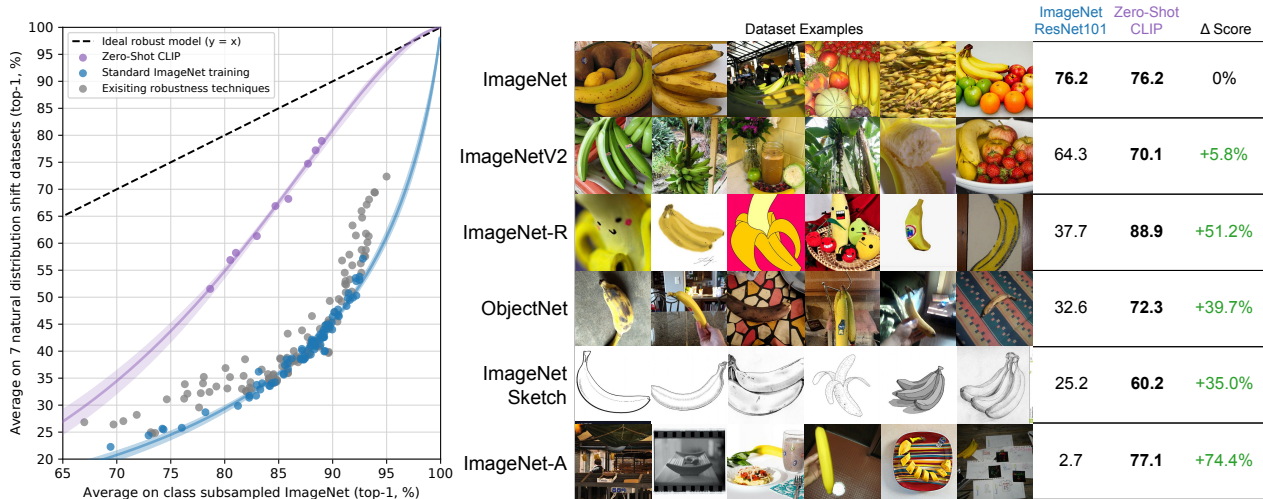 Average on 7 natural distribution shift datasets (top-1, %)
100
95
90
85
80
75
70
65
60
55
50
45
40
35
30
25
20
Ideal robust model (y = x)
Zero-Shot CLIP
Standard ImageNet training
Exisiting robustness techniques
65 70 75 80 85 90 95 100
Average on class subsampled ImageNet (top-1, %)
Dataset Examples
ImageNet
ResNet101
Zero-Shot
CLIP
Δ Score
ImageNet 76.2 76.2 0%
ImageNetV2 64.3 70.1 +5.8%
ImageNet-R 37.7 88.9 +51.2%
ObjectNet 32.6 72.3 +39.7%
ImageNet
Sketch 25.2 60.2 +35.0%
ImageNet-A 2.7 77.1 +74.4%